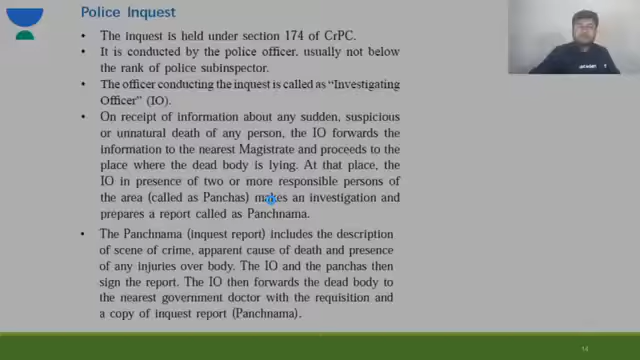 Police Inquest
• The inquest is held under section 174 of CrPC.
• It is conducted by the police officer, usually not below
the rank of police subinspector.
• The officer conducting the inquest is called as “Investigating
Officer” (IO).
• On receipt of information about any sudden, suspicious
or unnatural death of any person, the IO forwards the
information to the nearest Magistrate and proceeds to the
place where the dead body is lying. At that place, the
IO in presence of two or more responsible persons of
the area (called as Panchas) makes an investigation and
prepares a report called as Panchnama.
• The Panchnama (inquest report) includes the description
of scene of crime, apparent cause of death and presence
of any injuries over body. The IO and the panchas then
sign the report. The IO then forwards the dead body to
the nearest government doctor with the requisition and
a copy of inquest report (Panchnama).
14